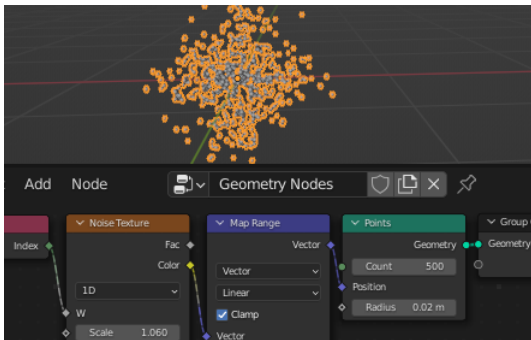 Add Node Geometry Nodes
Noise Texture Map Range Points Group
Index Fac Vector Geometry Geometry
Color Vector Count 500
1D Linear Position
W Clamp Radius 0.02 m
Scale 1.060 Vector